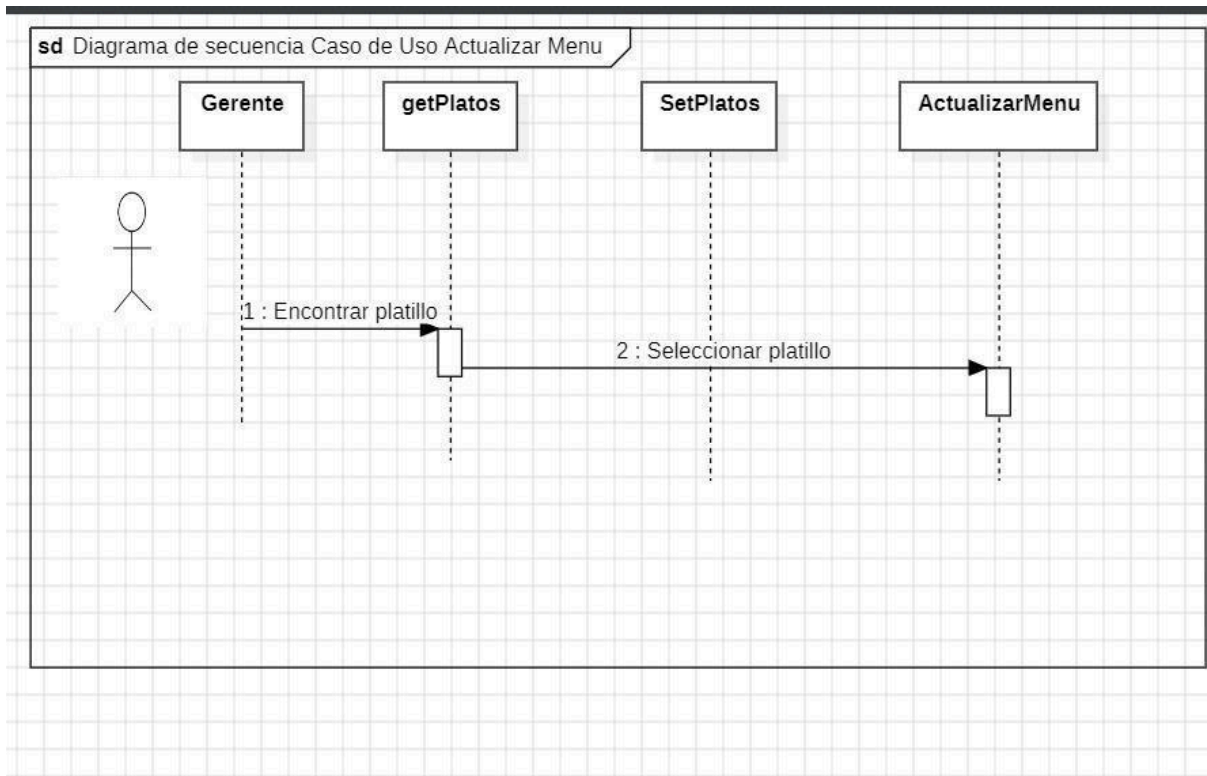 sd Diagrama de secuencia Caso de Uso Actualizar Menu
Gerente
getPlatos
SetPlatos
ActualizarMenu
1 : Encontrar platillo
2 : Seleccionar platillo